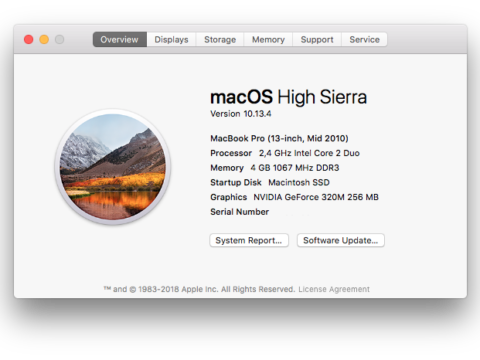 Overview Displays Storage Memory Support Service
macOS High Sierra
Version 10.13.4
MacBook Pro (13-inch, Mid 2010)
Processor 2,4 GHz Intel Core 2 Duo
Memory 4 GB 1067 MHz DDR3
Startup Disk Macintosh SSD
Graphics NVIDIA GeForce 320M 256 MB
Serial Number
System Report... Software Update...
™ and © 1983-2018 Apple Inc. All Rights Reserved. License Agreement